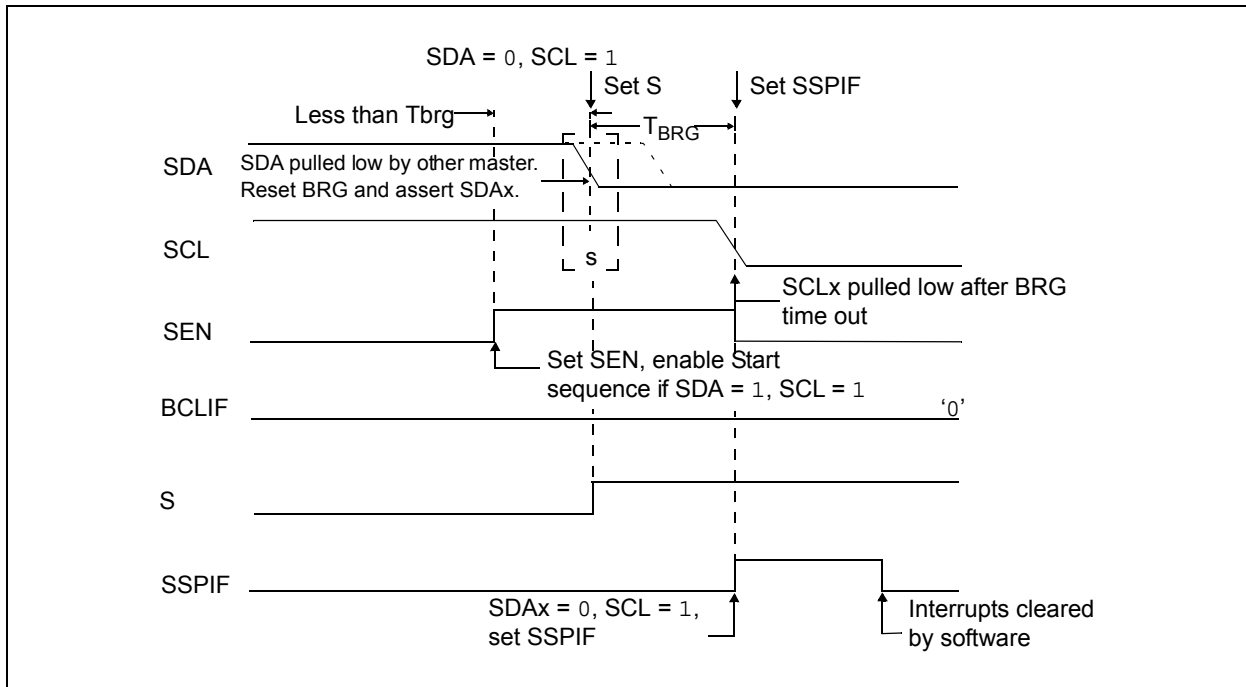 SDA = 0, SCL = 1
Set S
Set SSPIF
Less than Tbrg
TBRG
SDA
SDA pulled low by other master.
Reset BRG and assert SDAx.
SCL
s
SCLx pulled low after BRG
time out
SEN
Set SEN, enable Start
sequence if SDA = 1, SCL = 1
BCLIF
‘0’
S
SSPIF
SDAx = 0, SCL = 1,
set SSPIF
Interrupts cleared
by software